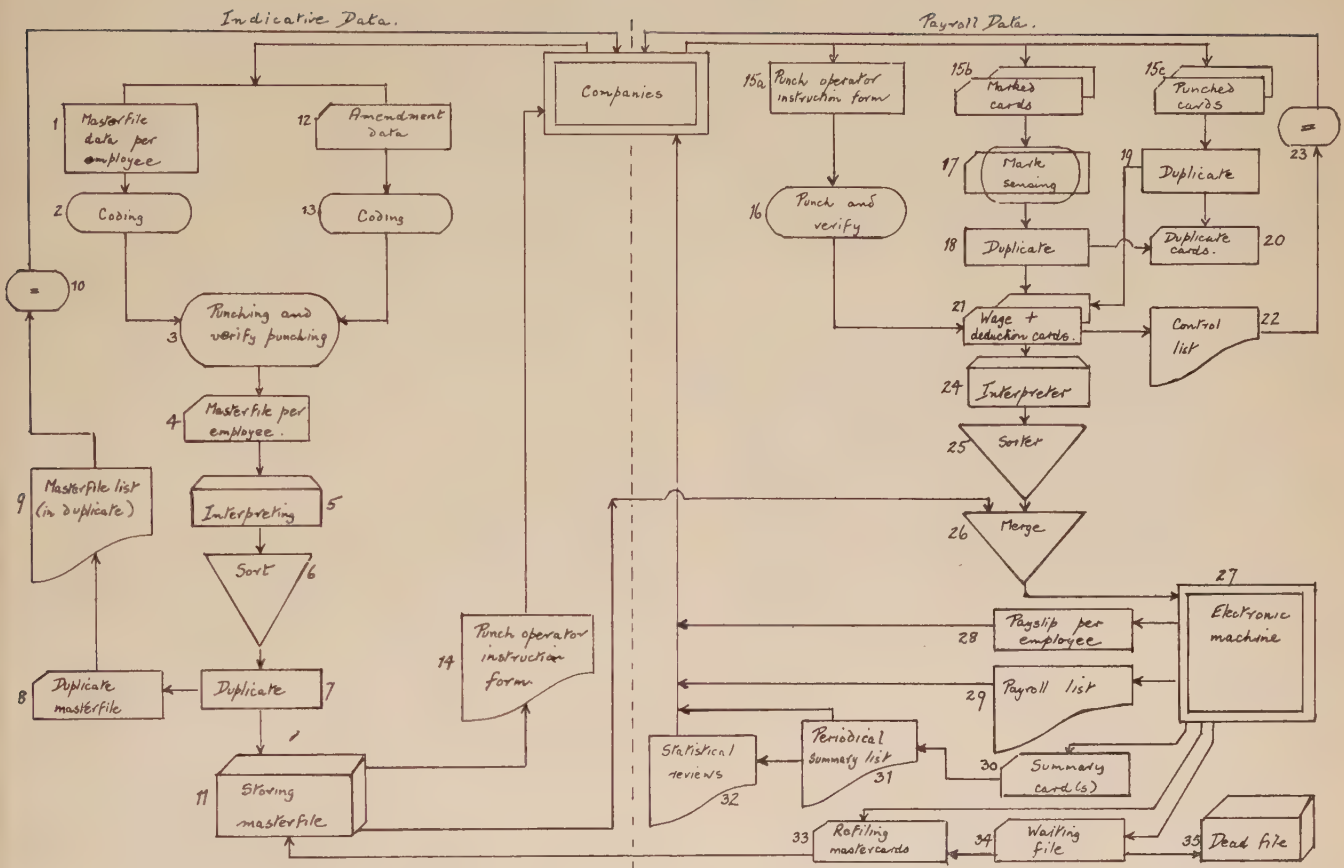 Indicative Data.
Payroll Data.
Companies
1
Masterfile
data per
employee
12
Amendment
data
2
Coding
13
Coding
10
=
3
Punching and
verify punching
4
Masterfile per
employee.
9
Masterfile list
(in duplicate)
Interpreting
5
Sort
6
8
Duplicate
masterfile
Duplicate
7
11
Storing
masterfile
14
Punch operator
instruction
form
15a
Punch operator
instruction form
15b
Marked
cards
15c
Punched
cards
=
23
16
Punch and
verify
17
Mark
sensing
19
Duplicate
18
Duplicate
Duplicate
cards.
20
21
Wage +
deduction cards.
Control
list
22
24
Interpreter
25
Sorter
26
Merge
27
Electronic
machine
28
Payslip per
employee
29
Payroll list
30
Summary
card(s)
Periodical
Summary list
31
Statistical
reviews
32
33
Refiling
mastercards
34
Waiting
file
35
Dead file